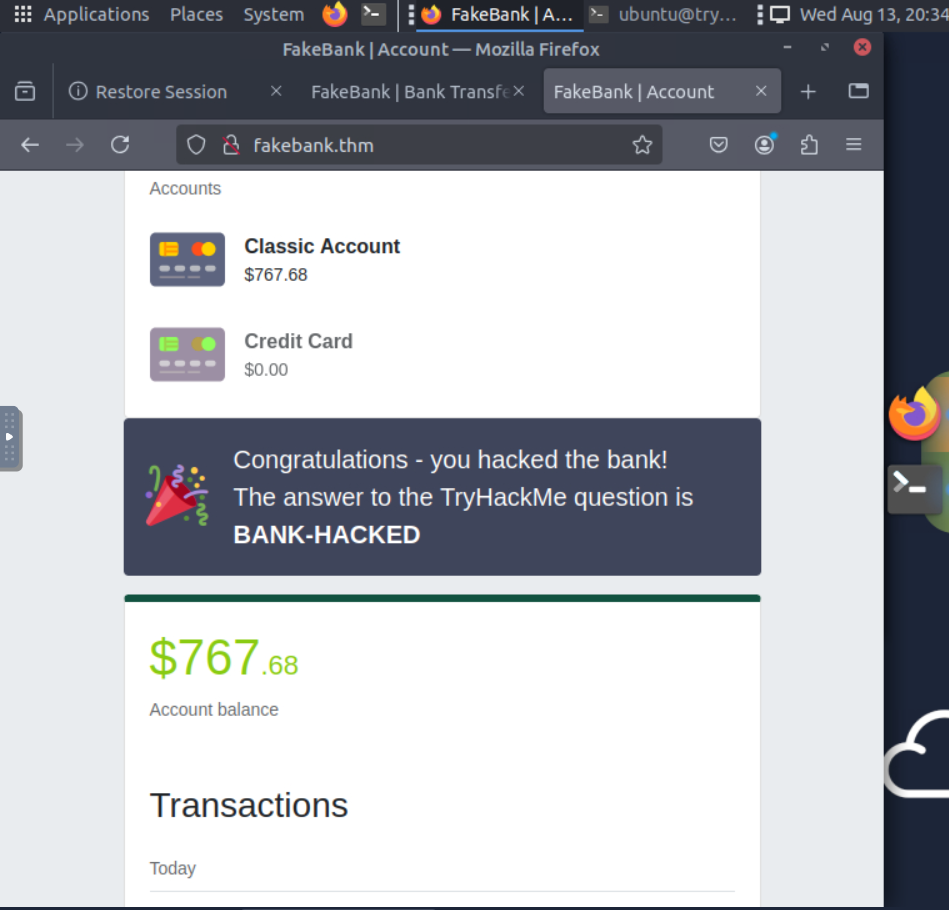 Applications Places System FakeBank | A... ubuntu@try... Wed Aug 13, 20:34
FakeBank | Account — Mozilla Firefox
Restore Session FakeBank | Bank Transfe FakeBank | Account
fakebank.thm
Accounts
Classic Account
$767.68
Credit Card
$0.00
Congratulations - you hacked the bank!
The answer to the TryHackMe question is
BANK-HACKED
$767.68
Account balance
Transactions
Today